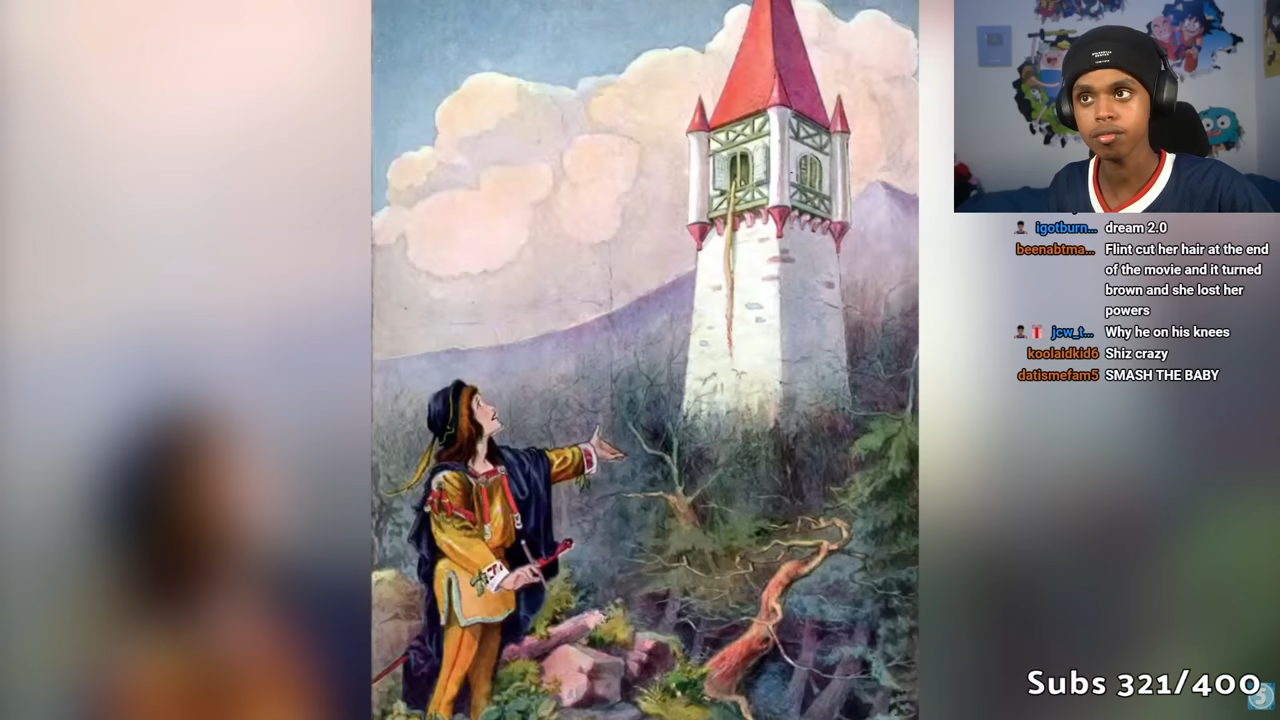 igotburn... dream 2.0
beenabtma... Flint cut her hair at the end
of the movie and it turned
brown and she lost her
powers
jcw_t... Why he on his knees
koolaidkid6 Shiz crazy
datismefam5 SMASH THE BABY
Subs 321/400